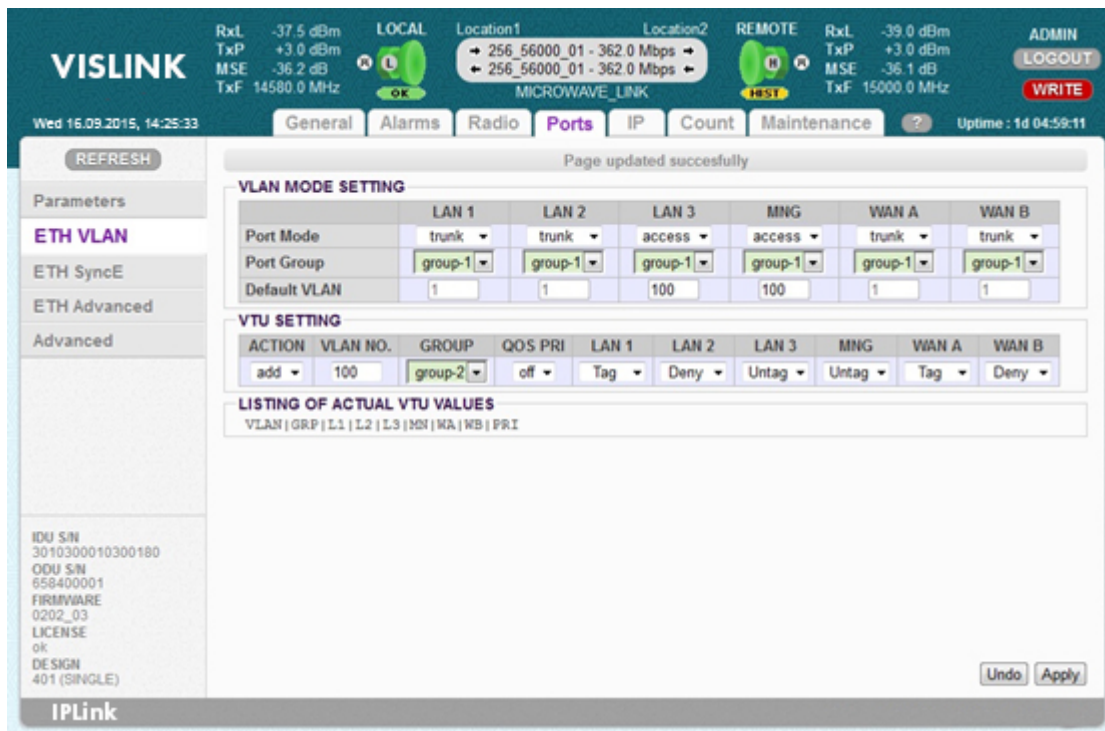 VISLINK
RxL -37.5 dBm
TxP +3.0 dBm
MSE -36.2 dB
TxF 14580.0 MHz
LOCAL
R L
OK
Location1 Location2
→ 256_56000_01 - 362.0 Mbps →
← 256_56000_01 - 362.0 Mbps ←
MICROWAVE_LINK
REMOTE
H R
HIST
RxL -39.0 dBm
TxP +3.0 dBm
MSE -36.1 dB
TxF 15000.0 MHz
ADMIN
LOGOUT
WRITE
Wed 16.09.2015, 14:25:33
General Alarms Radio Ports IP Count Maintenance ?
Uptime : 1d 04:59:11
REFRESH
Parameters
ETH VLAN
ETH SyncE
ETH Advanced
Advanced
Page updated succesfully
VLAN MODE SETTING
LAN 1 LAN 2 LAN 3 MNG WAN A WAN B
Port Mode trunk trunk access access trunk trunk
Port Group group-1 group-1 group-1 group-1 group-1 group-1
Default VLAN 1 1 100 100 1 1
VTU SETTING
ACTION VLAN NO. GROUP QOS PRI LAN 1 LAN 2 LAN 3 MNG WAN A WAN B
add 100 group-2 off Tag Deny Untag Untag Tag Deny
LISTING OF ACTUAL VTU VALUES
VLAN|GRP|L1|L2|L3|MN|WA|WB|PRI
IDU S/N
3010300010300180
ODU S/N
658400001
FIRMWARE
0202_03
LICENSE
ok
DESIGN
401 (SINGLE)
Undo Apply
IPLink